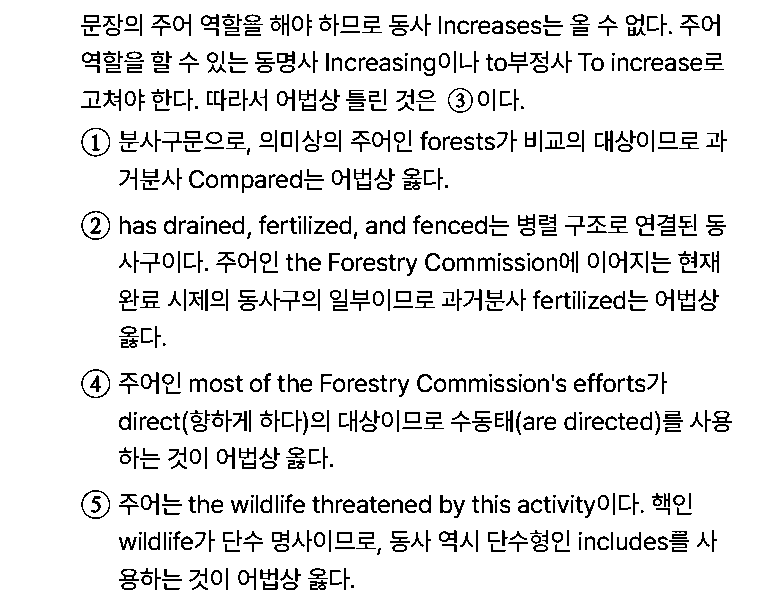 문장의 주어 역할을 해야 하므로 동사 Increases는 올 수 없다. 주어
역할을 할 수 있는 동명사 Increasing이나 to부정사 To increase로
고쳐야 한다. 따라서 어법상 틀린 것은 ③이다.
① 분사구문으로, 의미상의 주어인 forests가 비교의 대상이므로 과
거분사 Compared는 어법상 옳다.
② has drained, fertilized, and fenced는 병렬 구조로 연결된 동
사구이다. 주어인 the Forestry Commission에 이어지는 현재
완료 시제의 동사구의 일부이므로 과거분사 fertilized는 어법상
옳다.
④ 주어인 most of the Forestry Commission's efforts가
direct(향하게 하다)의 대상이므로 수동태(are directed)를 사용
하는 것이 어법상 옳다.
⑤ 주어는 the wildlife threatened by this activity이다. 핵인
wildlife가 단수 명사이므로, 동사 역시 단수형인 includes를 사
용하는 것이 어법상 옳다.